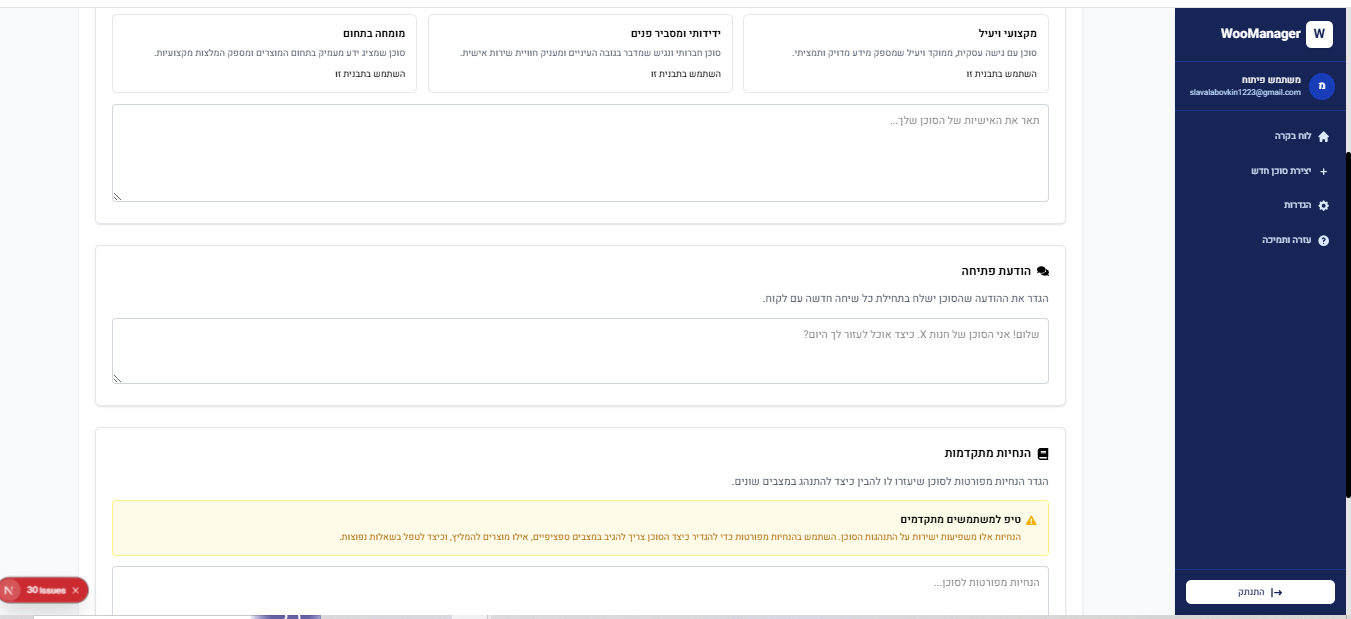 W WooManager
מ משתמש פיתוח
slavalabovkin1223@gmail.com
לוח בקרה
יצירת סוכן חדש
הגדרות
עזרה ותמיכה
התנתק
מקצועי ויעיל
סוכן עם גישה עסקית, ממוקד ויעיל שמספק מידע מדויק ותמציתי.
השתמש בתבנית זו
ידידותי ומסביר פנים
סוכן חברותי ונגיש שמדבר בגובה העיניים ומעניק חוויית שירות אישית.
השתמש בתבנית זו
מומחה בתחום
סוכן שמציג ידע מעמיק בתחום המוצרים ומספק המלצות מקצועיות.
השתמש בתבנית זו
תאר את האישיות של הסוכן שלך...
הודעת פתיחה
הגדר את ההודעה שהסוכן ישלח בתחילת כל שיחה חדשה עם לקוח.
שלום! אני הסוכן של חנות X. כיצד אוכל לעזור לך היום?
הנחיות מתקדמות
הגדר הנחיות מפורטות לסוכן שיעזרו לו להבין כיצד להתנהג במצבים שונים.
טיפ למשתמשים מתקדמים
הנחיות אלו משפיעות ישירות על התנהגות הסוכן. השתמש בהנחיות מפורטות כדי להגדיר כיצד הסוכן צריך להגיב במצבים ספציפיים, אילו מוצרים להמליץ, וכיצד לטפל בשאלות נפוצות.
הנחיות מפורטות לסוכן...
N 30 Issues